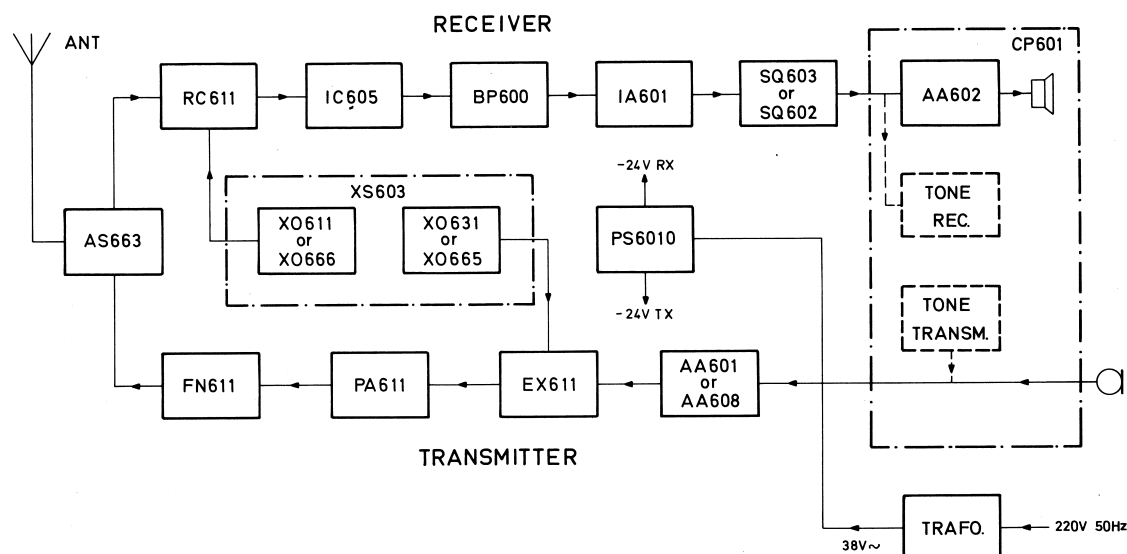 RECEIVER
ANT
CP601
RC611
IC605
BP600
IA601
SQ603
or
SQ602
AA602
-24V RX
XS603
TONE
REC.
XO611
or
XO666
XO631
or
XO665
AS663
PS6010
-24V TX
TONE
TRANSM.
FN611
PA611
EX611
AA601
or
AA608
TRANSMITTER
TRAFO.
220V 50Hz
38V~